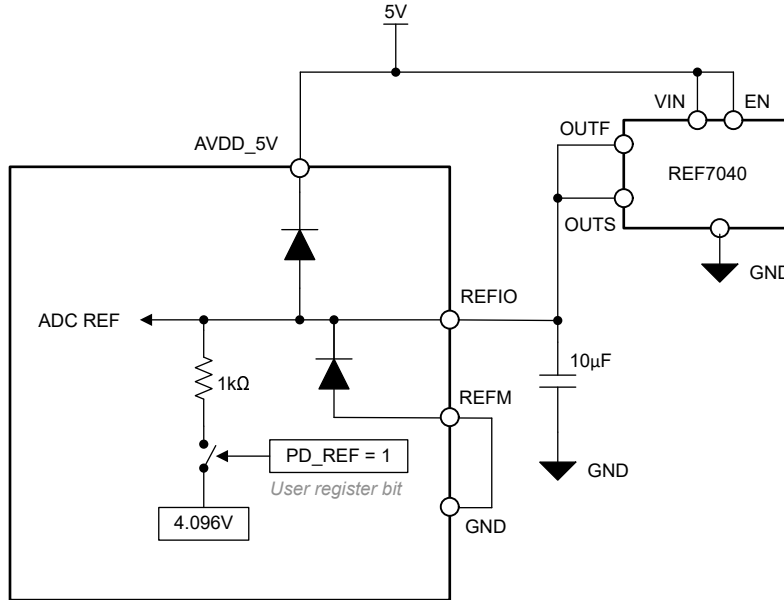 5V
VIN
EN
OUTF
AVDD_5V
REF7040
OUTS
GND
REFIO
ADC REF
10µF
1kΩ
REFM
PD_REF = 1
GND
User register bit
4.096V
GND